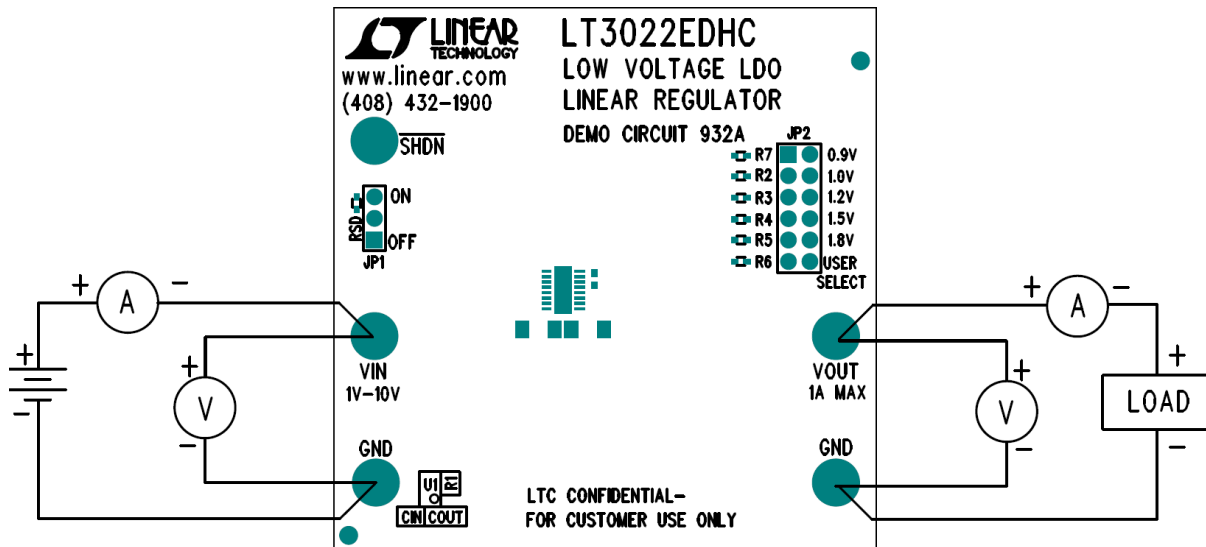 LINEAR
TECHNOLOGY
www.linear.com
(408) 432-1900
LT3022EDHC
LOW VOLTAGE LDO
LINEAR REGULATOR
DEMO CIRCUIT 932A
SHDN
ON
OFF
RSD
JP1
JP2
R7 0.9V
R2 1.0V
R3 1.2V
R4 1.5V
R5 1.8V
R6 USER
SELECT
+ A -
+
-
+
V
-
VIN
1V-10V
GND
U1 R1
CIN COUT
LTC CONFIDENTIAL-
FOR CUSTOMER USE ONLY
VOUT
1A MAX
GND
+ A -
+
V
-
+
LOAD
-